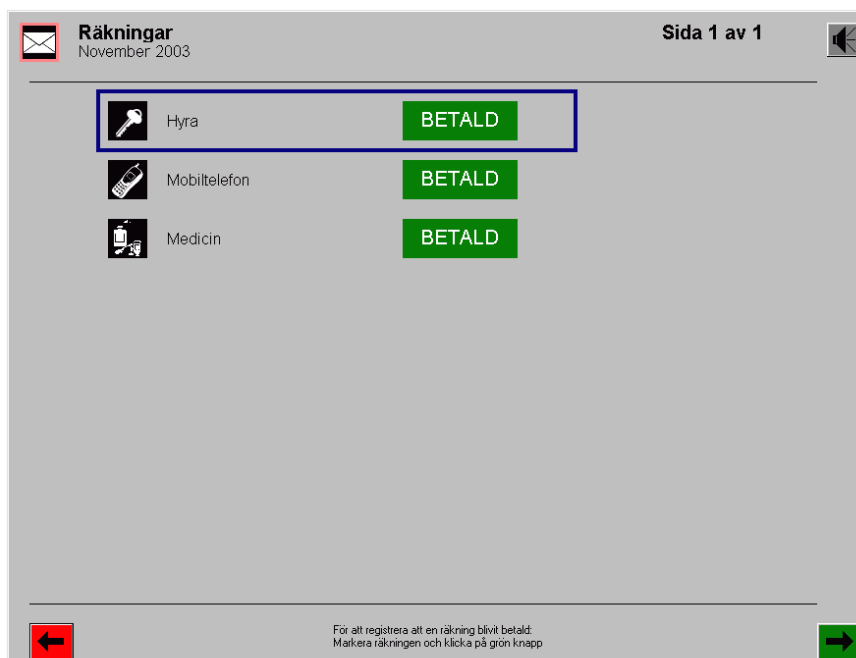 Räkningar
November 2003
Sida 1 av 1
Hyra
BETALD
Mobiltelefon
BETALD
Medicin
BETALD
För att registrera att en räkning blivit betald:
Markera räkningen och klicka på grön knapp